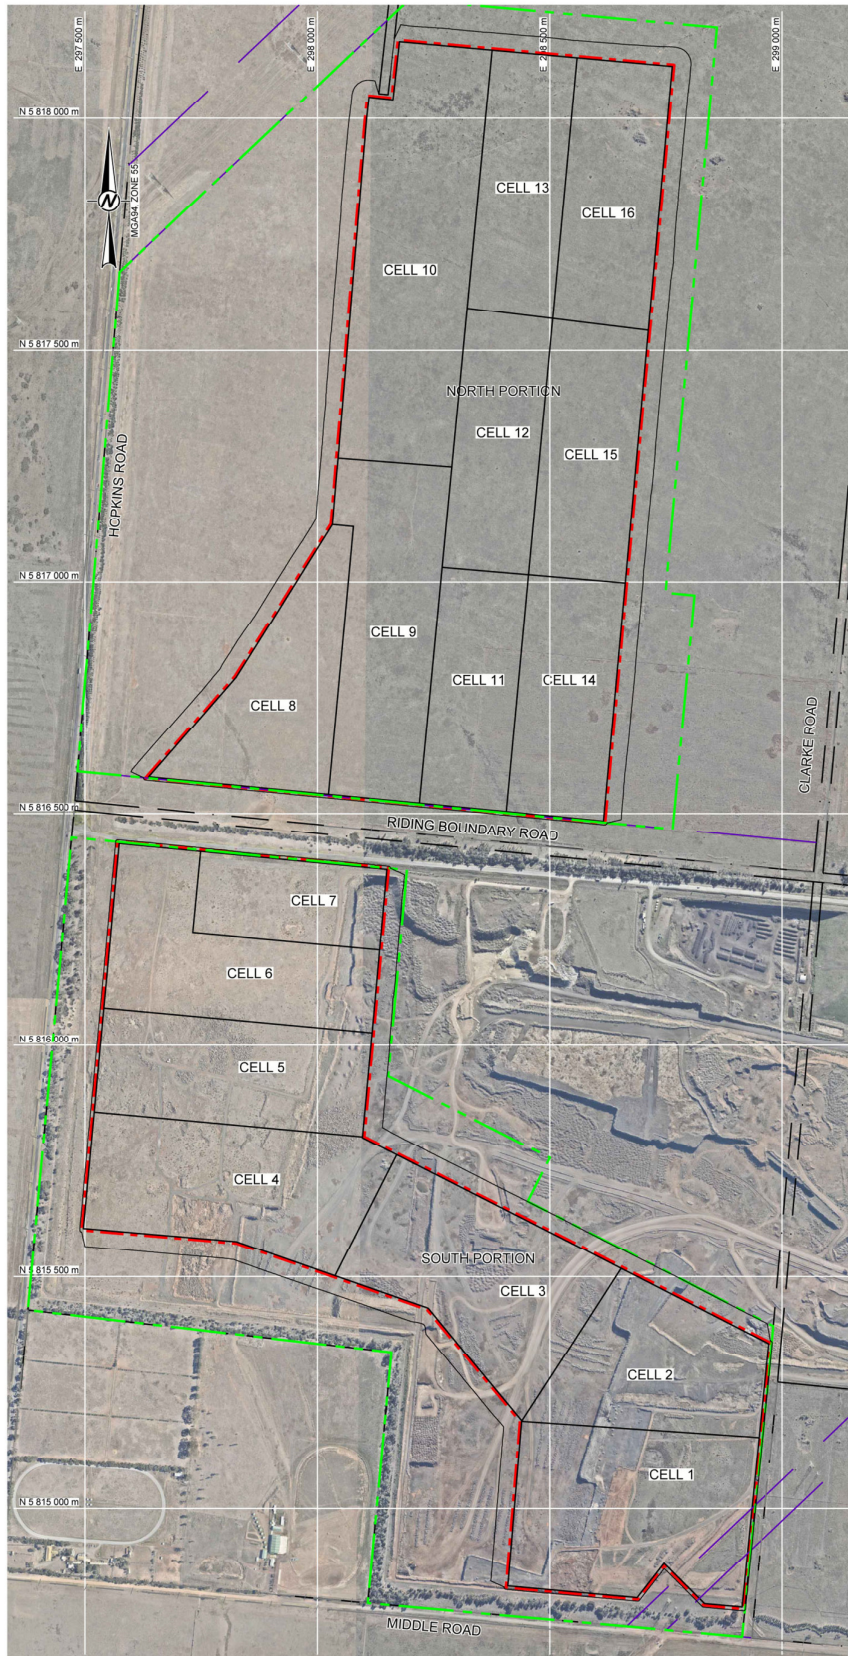 E 297 500 m
E 298 000 m
E 298 500 m
E 299 000 m
N 5 818 000 m
N
MGA94 ZONE 55
CELL 13
CELL 16
CELL 10
N 5 817 500 m
NORTH PORTION
CELL 12
CELL 15
HOPKINS ROAD
N 5 817 000 m
CELL 9
CELL 11
CELL 14
CELL 8
CLARKE ROAD
N 5 816 500 m
RIDING BOUNDARY ROAD
CELL 7
CELL 6
N 5 816 000 m
CELL 5
CELL 4
SOUTH PORTION
N 5 815 500 m
CELL 3
CELL 2
CELL 1
N 5 815 000 m
MIDDLE ROAD